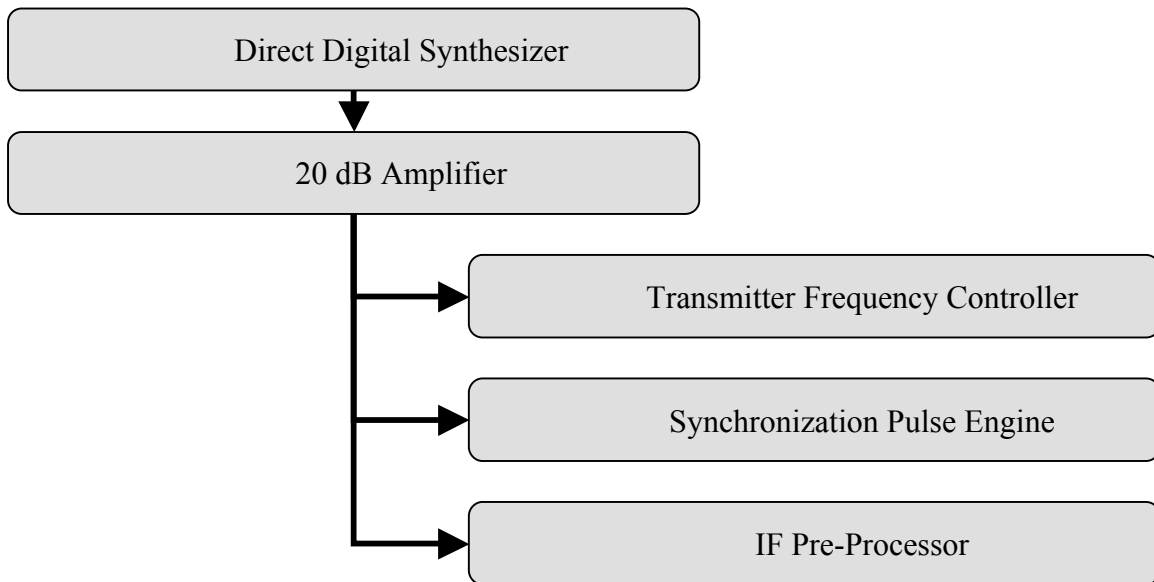 Direct Digital Synthesizer
20 dB Amplifier
Transmitter Frequency Controller
Synchronization Pulse Engine
IF Pre-Processor